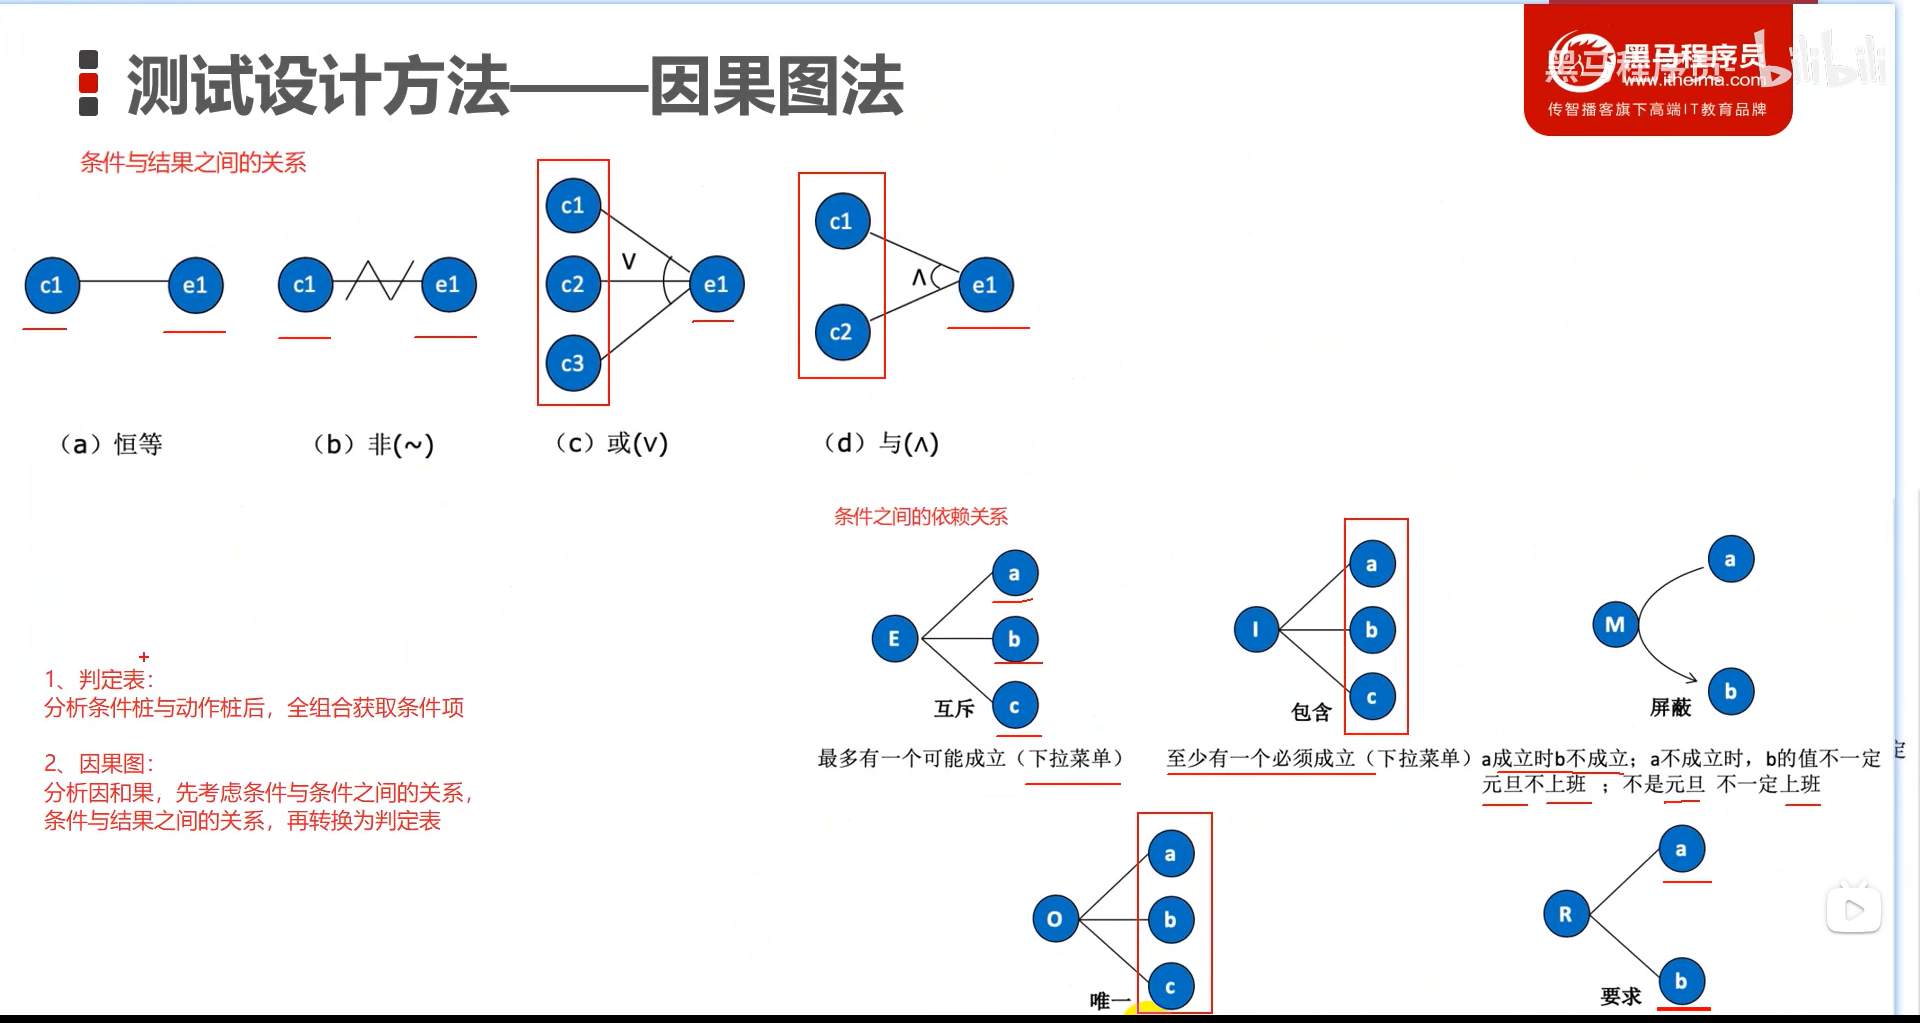 测试设计方法——因果图法
黑马程序员
www.itheima.com
传智播客旗下高端IT教育品牌
黑马程序员
bilibili
条件与结果之间的关系
c1
e1
c1
e1
c1
c2
c3
V
e1
c1
c2
Λ
e1
（a）恒等
（b）非(~)
（c）或(v)
（d）与(ʌ)
条件之间的依赖关系
E
a
b
c
互斥
最多有一个可能成立（下拉菜单）
I
a
b
c
包含
至少有一个必须成立（下拉菜单）
M
a
b
屏蔽
a成立时b不成立；a不成立时，b的值不一定
定
元旦不上班 ；不是元旦 不一定上班
1、判定表：
分析条件桩与动作桩后，全组合获取条件项
2、因果图：
分析因和果，先考虑条件与条件之间的关系，
条件与结果之间的关系，再转换为判定表
O
a
b
c
唯一
R
a
b
要求